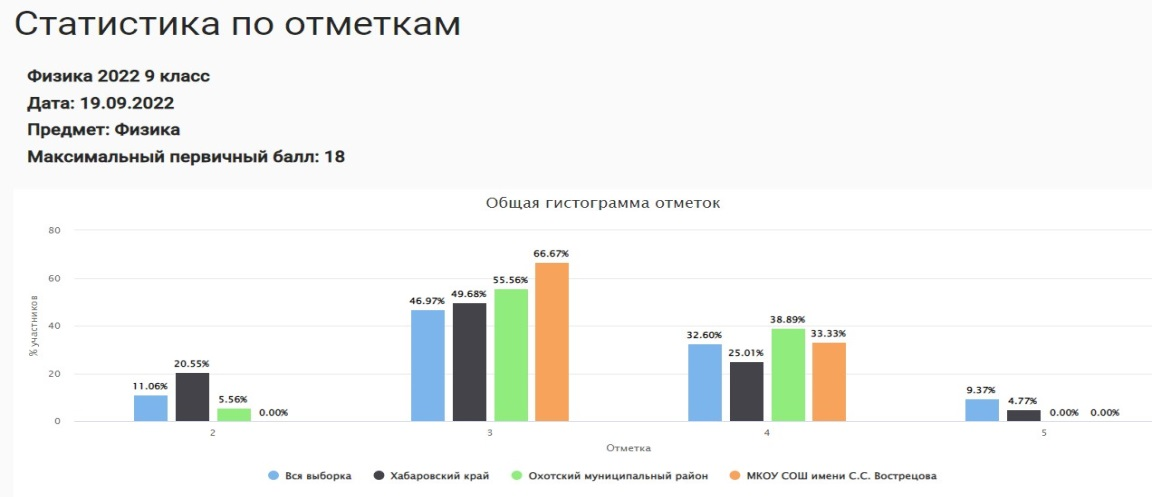 Статистика по отметкам
Физика 2022 9 класс
Дата: 19.09.2022
Предмет: Физика
Максимальный первичный балл: 18
Общая гистограмма отметок
% участников
80
60
40
20
0
11.06%
20.55%
5.56%
0.00%
46.97%
49.68%
55.56%
66.67%
32.60%
25.01%
38.89%
33.33%
9.37%
4.77%
0.00%
0.00%
2
3
4
5
Отметка
Вся выборка
Хабаровский край
Охотский муниципальный район
МКОУ СОШ имени С.С. Вострецова